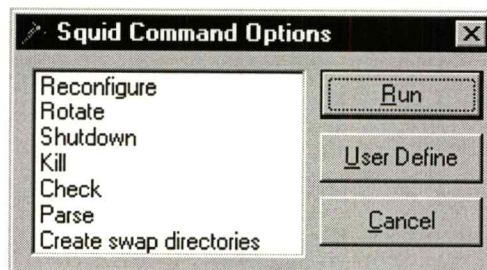 Squid Command Options
Reconfigure
Rotate
Shutdown
Kill
Check
Parse
Create swap directories
Run
User Define
Cancel